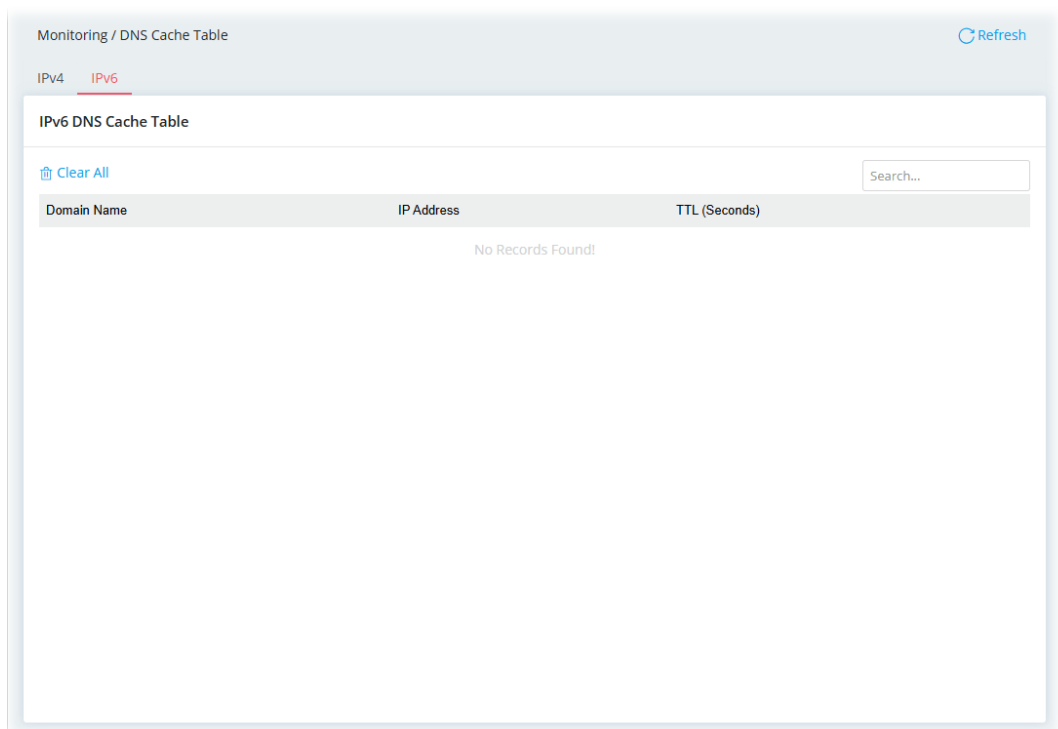 Monitoring / DNS Cache Table
Refresh
IPv4 IPv6
IPv6 DNS Cache Table
Clear All
Search...
Domain Name IP Address TTL (Seconds)
No Records Found!